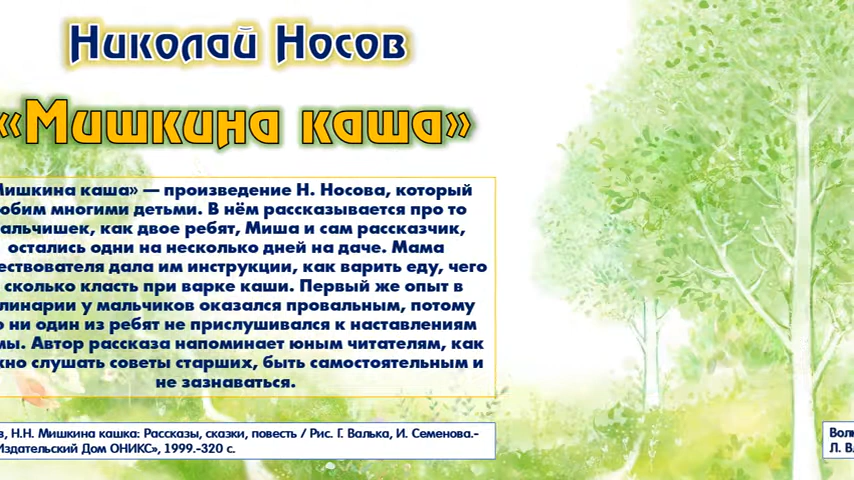 Николай Носов
«Мишкина каша»
Мишкина каша» — произведение Н. Носова, который
юбим многими детьми. В нём рассказывается про то
альчишек, как двое ребят, Миша и сам рассказчик,
остались одни на несколько дней на даче. Мама
ествователя дала им инструкции, как варить еду, чего
сколько класть при варке каши. Первый же опыт в
линарии у мальчиков оказался провальным, потому
о ни один из ребят не прислушивался к наставлениям
мы. Автор рассказа напоминает юным читателям, как
жно слушать советы старших, быть самостоятельным и
не зазнаваться.
в, Н.Н. Мишкина кашка: Рассказы, сказки, повесть / Рис. Г. Валька, И. Семенова.-
Издательский Дом ОНИКС», 1999.-320 с.
Л. В